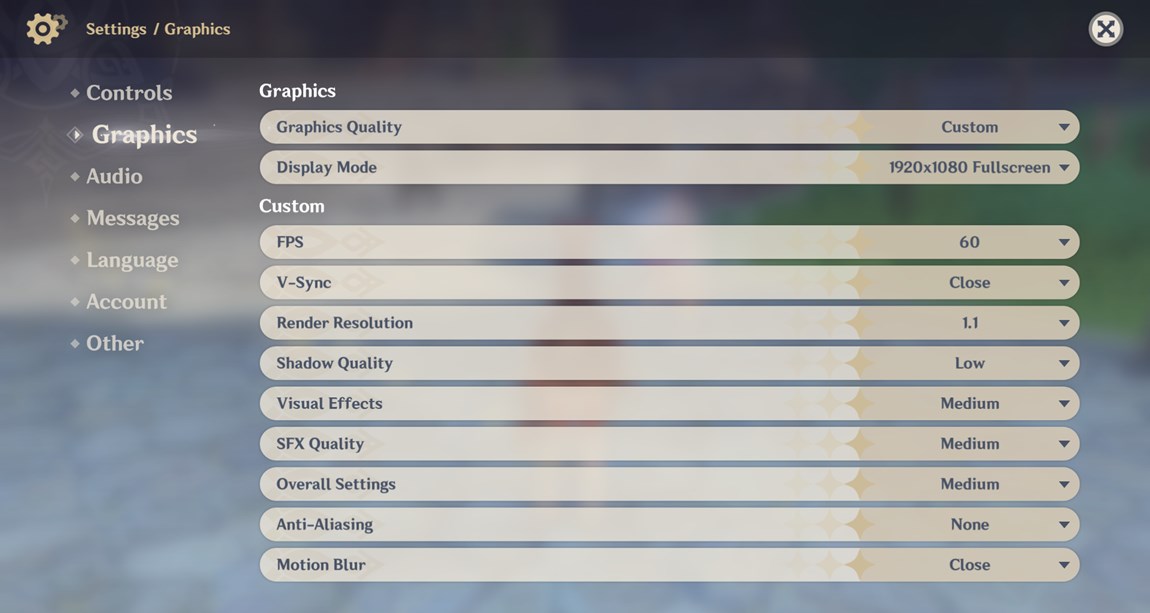 Settings / Graphics
Controls
Graphics
Audio
Messages
Language
Account
Other
Graphics
Graphics Quality Custom
Display Mode 1920x1080 Fullscreen
Custom
FPS 60
V-Sync Close
Render Resolution 1.1
Shadow Quality Low
Visual Effects Medium
SFX Quality Medium
Overall Settings Medium
Anti-Aliasing None
Motion Blur Close